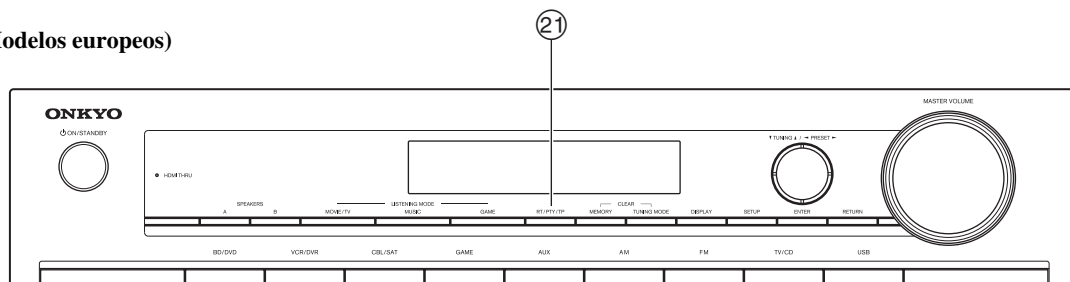 21
odelos europeos)
MASTER VOLUME
ONKYO
ON/STANDBY
TUNING / PRESET
HDMI THRU
SPEAKERS LISTENING MODE CLEAR
A B MOVIE/TV MUSIC GAME RT/PTY/TP MEMORY TUNING MODE DISPLAY SETUP ENTER RETURN
BD/DVD VCR/DVR CBL/SAT GAME AUX AM FM TV/CD USB